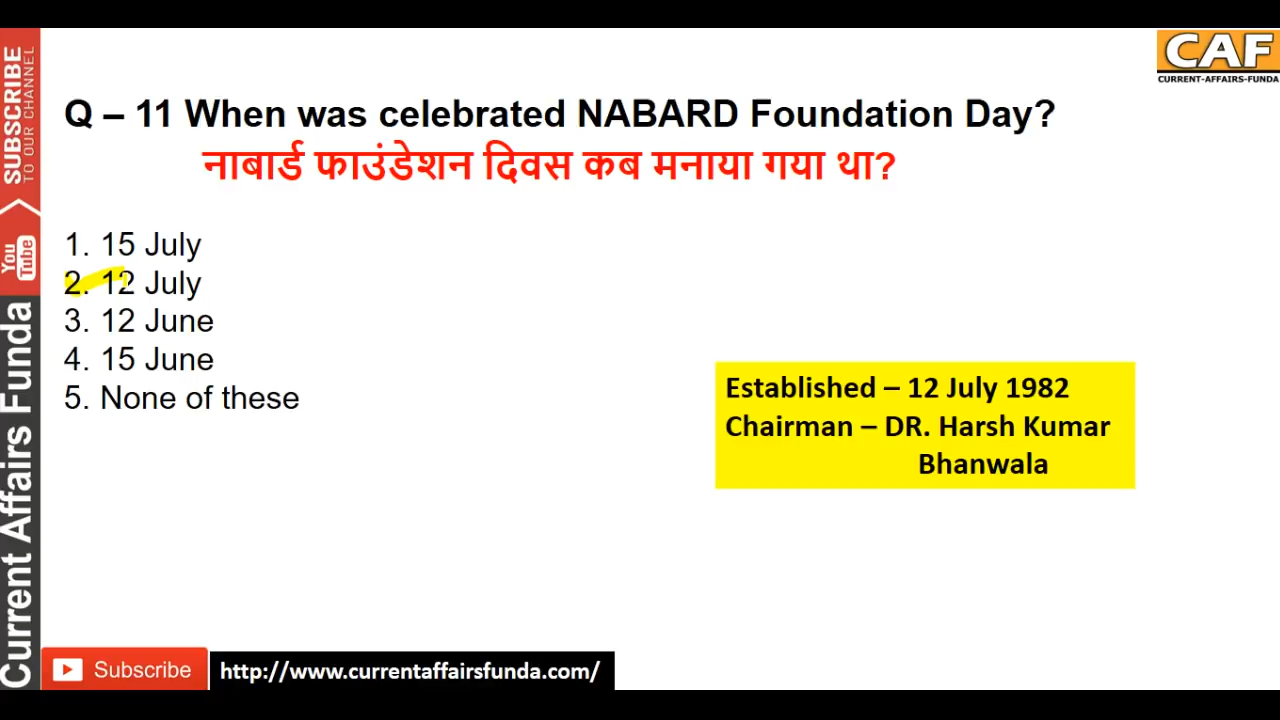 CAF
CURRENT-AFFAIRS-FUNDA
SUBSCRIBE
TO OUR CHANNEL
You
Tube
Current Affairs Funda
Q – 11 When was celebrated NABARD Foundation Day?
नाबार्ड फाउंडेशन दिवस कब मनाया गया था?
1. 15 July
2. 12 July
3. 12 June
4. 15 June
5. None of these
Established – 12 July 1982
Chairman – DR. Harsh Kumar
Bhanwala
Subscribe
http://www.currentaffairsfunda.com/